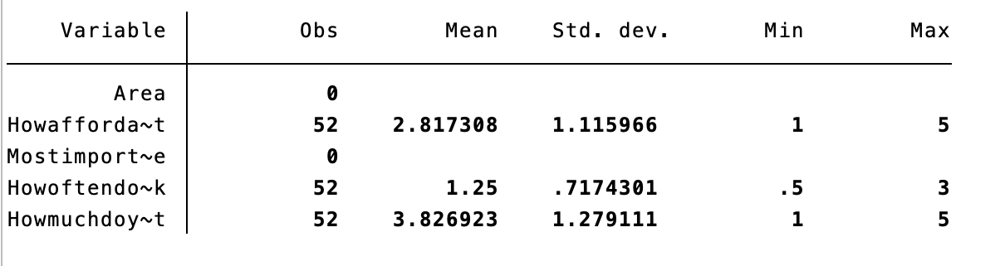 Variable Obs Mean Std. dev. Min Max
Area 0
Howafforda~t 52 2.817308 1.115966 1 5
Mostimport~e 0
Howoftendo~k 52 1.25 .7174301 .5 3
Howmuchdoy~t 52 3.826923 1.279111 1 5